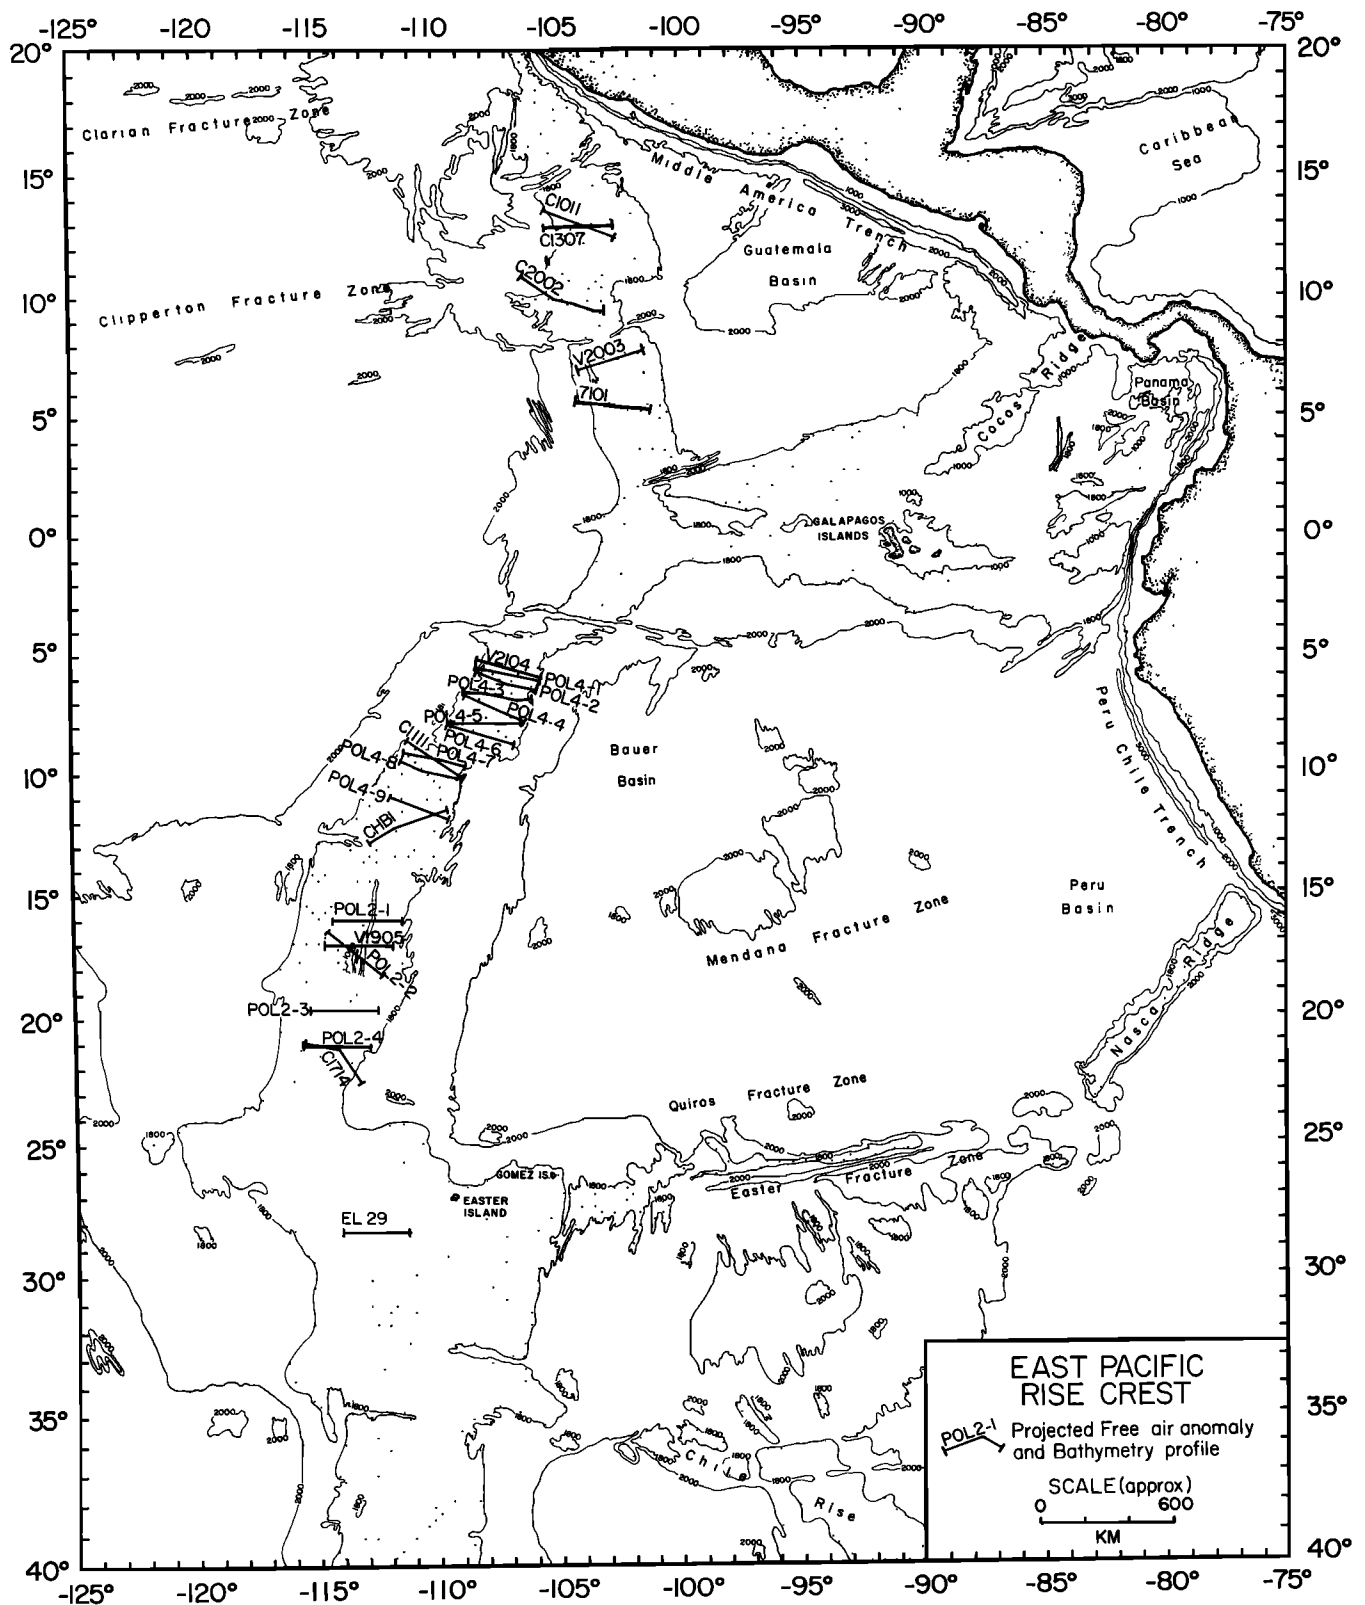 -125° -120° -115° -110° -105° -100° -95° -90° -85° -80° -75°
20° 20°
Clarian Fracture Zone
Caribbean
Sea
15° 15°
Middle America Trench
C1011
C1307
Guatemala
Basin
C2002
10° 10°
Clipperton Fracture Zone
V2003
7101
Cocos Ridge
Panama
Basin
5° 5°
GALAPAGOS
ISLANDS
0° 0°
5° 5°
V2104
POL4-1
POL4-2
POL4-3
POL4-4
POL4-5
POL4-6
C1111
POL4-7
POL4-8
POL4-9
CHB1
Bauer
Basin
Peru Chile Trench
10° 10°
15° 15°
Peru
Basin
POL2-1
V1905
POL2-2
Mendana Fracture Zone
Nasca Ridge
POL2-3
20° 20°
POL2-4
C1714
Quiros Fracture Zone
25° 25°
GOMEZ IS.
EASTER
ISLAND
Easter Fracture Zone
EL 29
30° 30°
35° 35°
Chile Rise
EAST PACIFIC
RISE CREST
POL2-1
Projected Free air anomaly
and Bathymetry profile
SCALE (approx)
0 600
KM
40° 40°
-125° -120° -115° -110° -105° -100° -95° -90° -85° -80° -75°